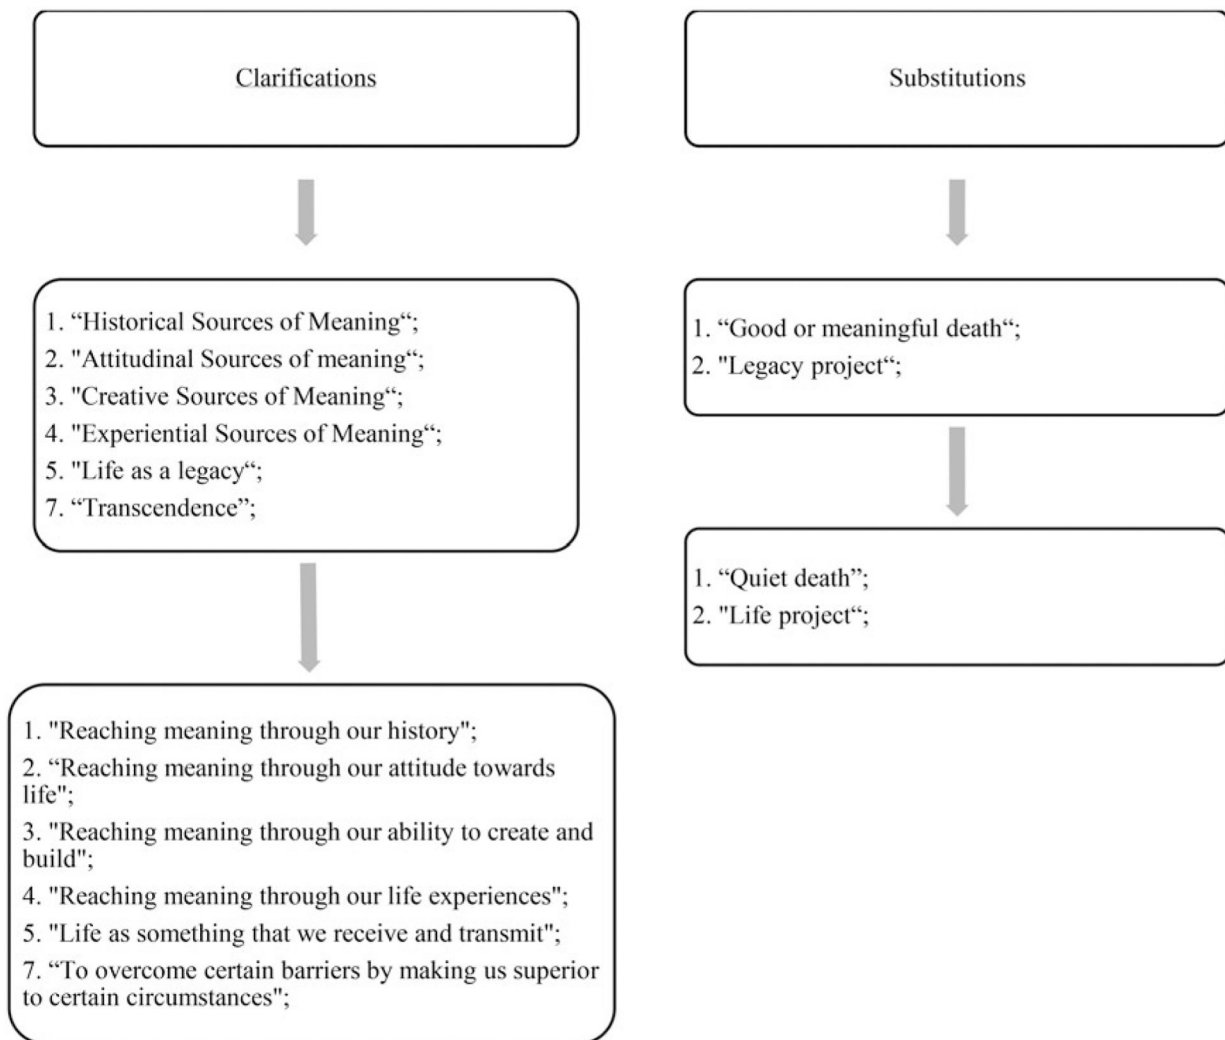 Clarifications
1. “Historical Sources of Meaning“;
2. "Attitudinal Sources of meaning“;
3. "Creative Sources of Meaning“;
4. "Experiential Sources of Meaning“;
5. "Life as a legacy“;
7. “Transcendence”;
1. "Reaching meaning through our history";
2. “Reaching meaning through our attitude towards
life";
3. "Reaching meaning through our ability to create and
build";
4. "Reaching meaning through our life experiences";
5. "Life as something that we receive and transmit";
7. “To overcome certain barriers by making us superior
to certain circumstances";
Substitutions
1. “Good or meaningful death“;
2. "Legacy project“;
1. “Quiet death”;
2. "Life project“;